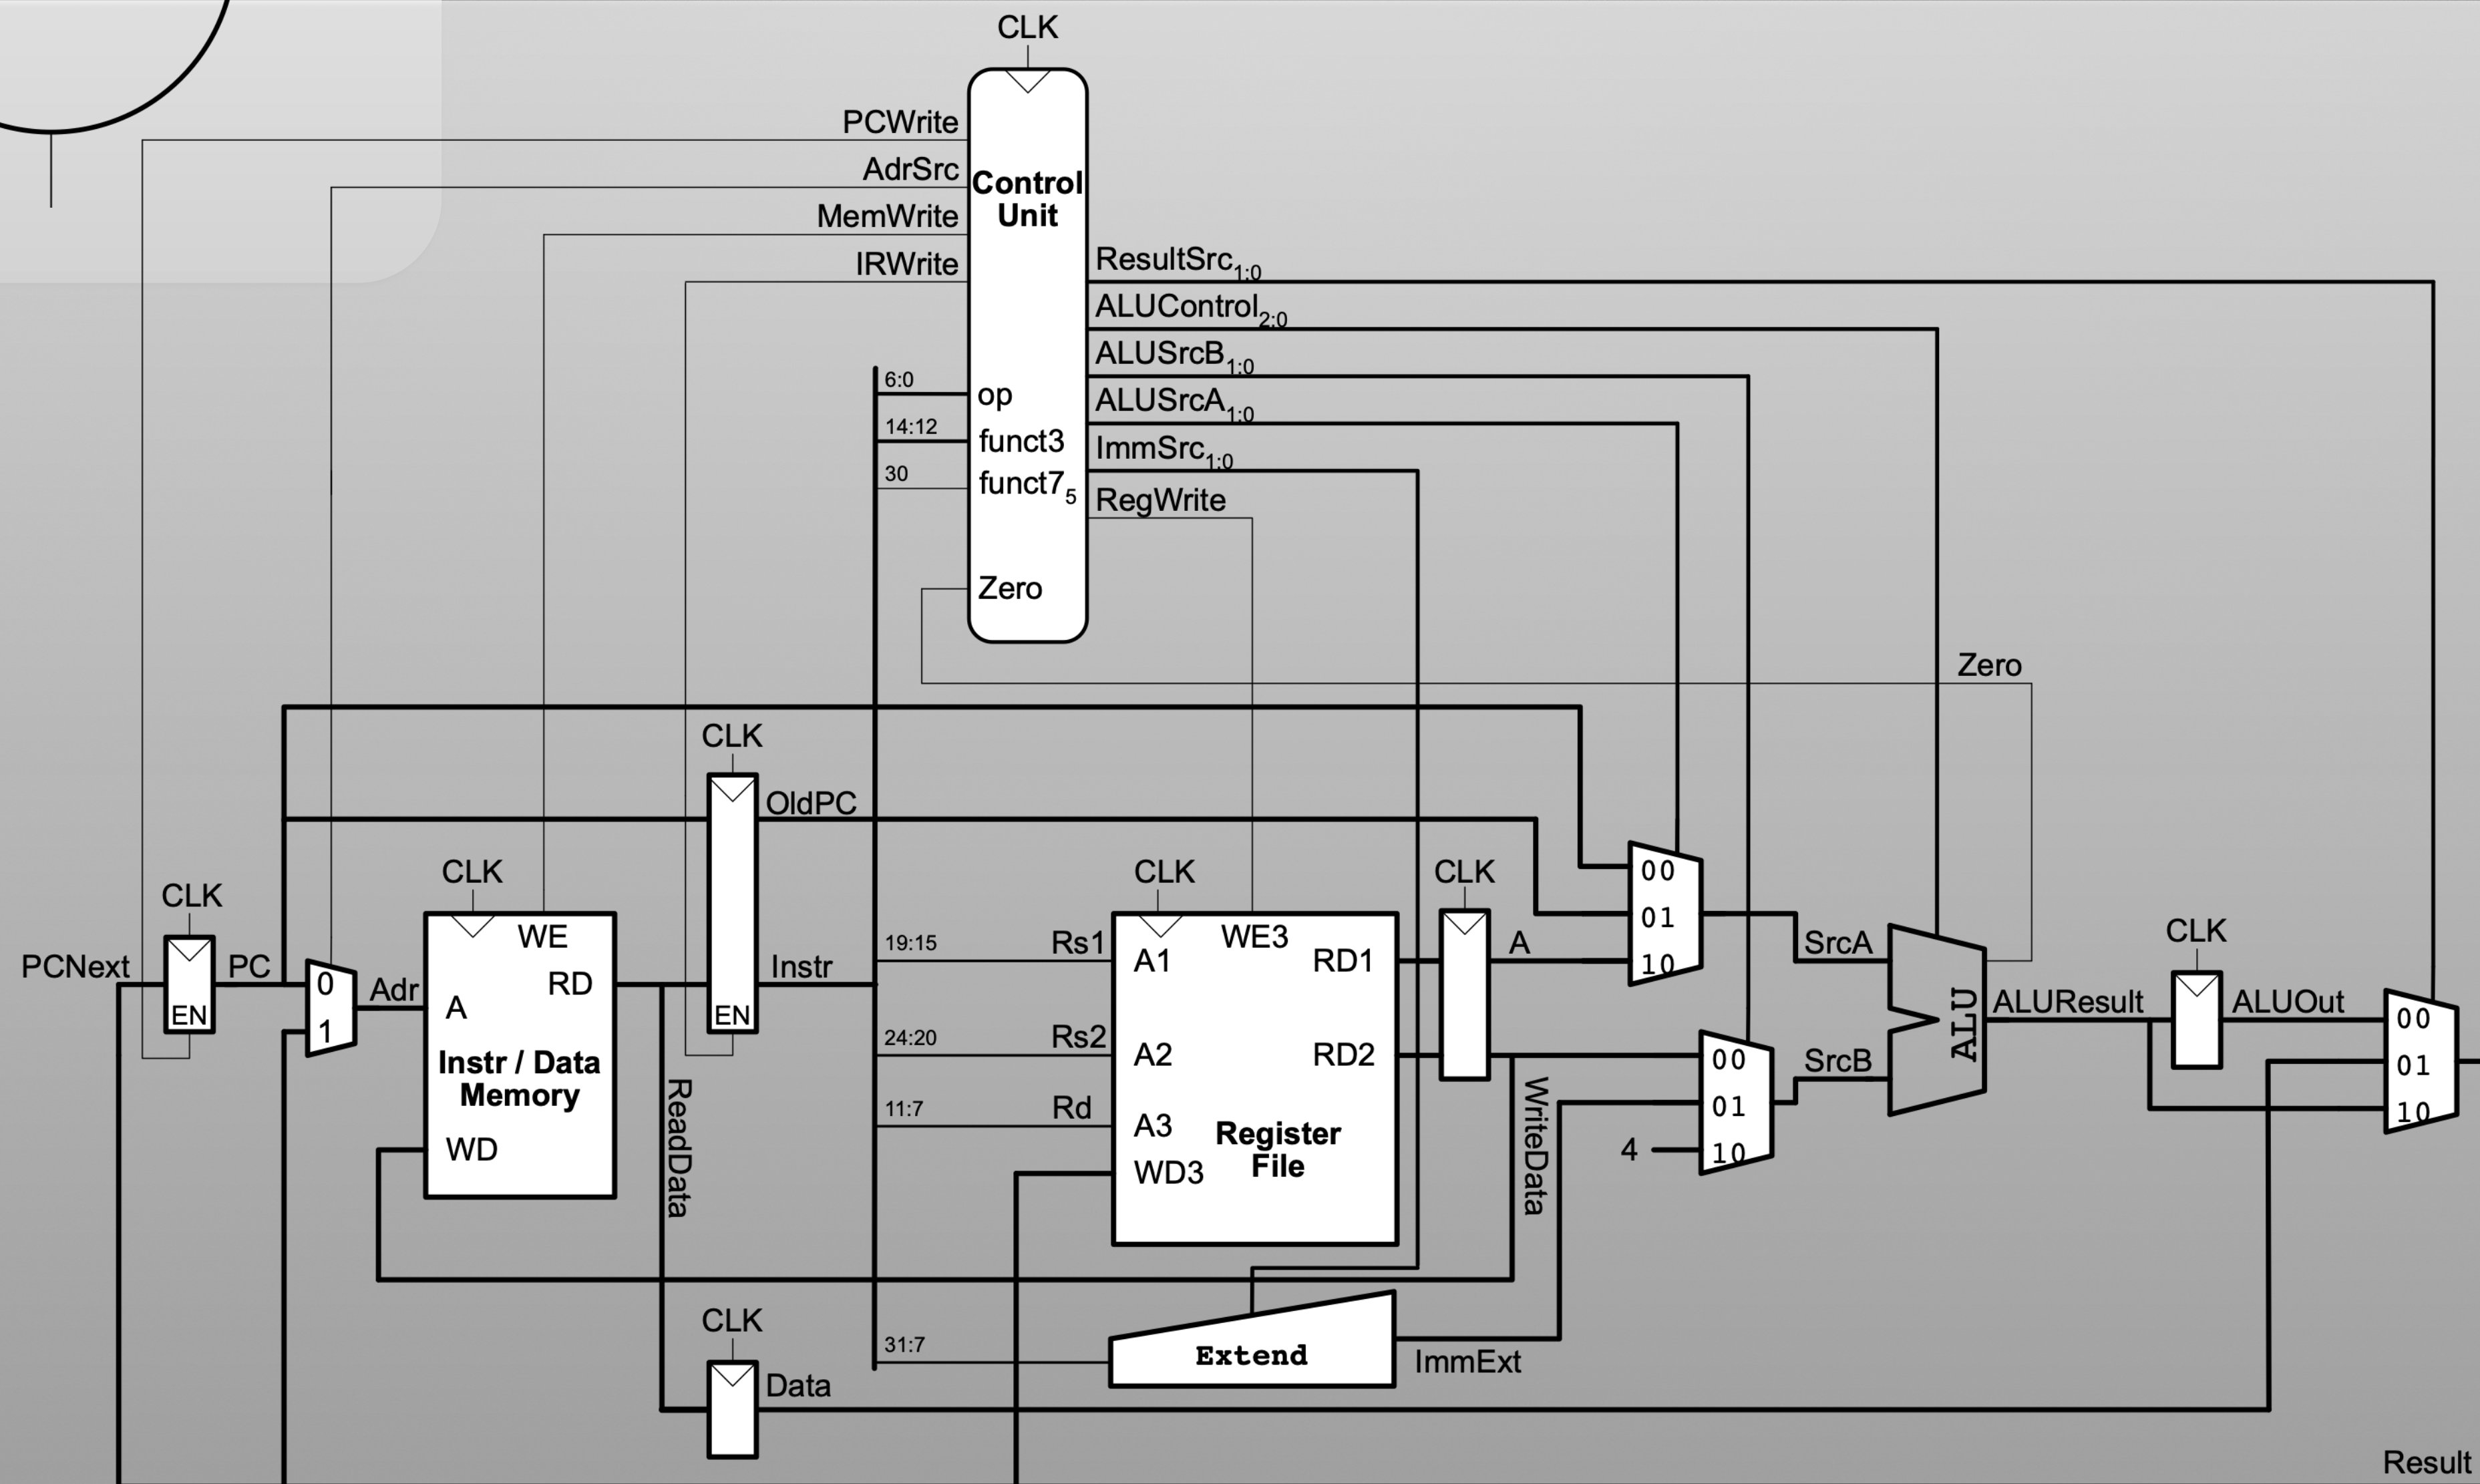 CLK
PCWrite
AdrSrc
Control
Unit
MemWrite
IRWrite
ResultSrc1:0
ALUControl2:0
ALUSrcB1:0
6:0
op
ALUSrcA1:0
14:12
funct3
ImmSrc1:0
30
funct75
RegWrite
Zero
Zero
CLK
OldPC
CLK
CLK
CLK
CLK
00
01
10
CLK
WE
WE3
PCNext
PC
EN
0
1
Adr
A
RD
Instr / Data
Memory
WD
EN
Instr
ReadData
19:15
Rs1
A1
RD1
A
24:20
Rs2
A2
RD2
11:7
Rd
A3
WD3
Register
File
WriteData
00
01
4
10
SrcA
SrcB
ALU
ALUResult
CLK
ALUOut
00
01
10
CLK
Data
31:7
Extend
ImmExt
Result